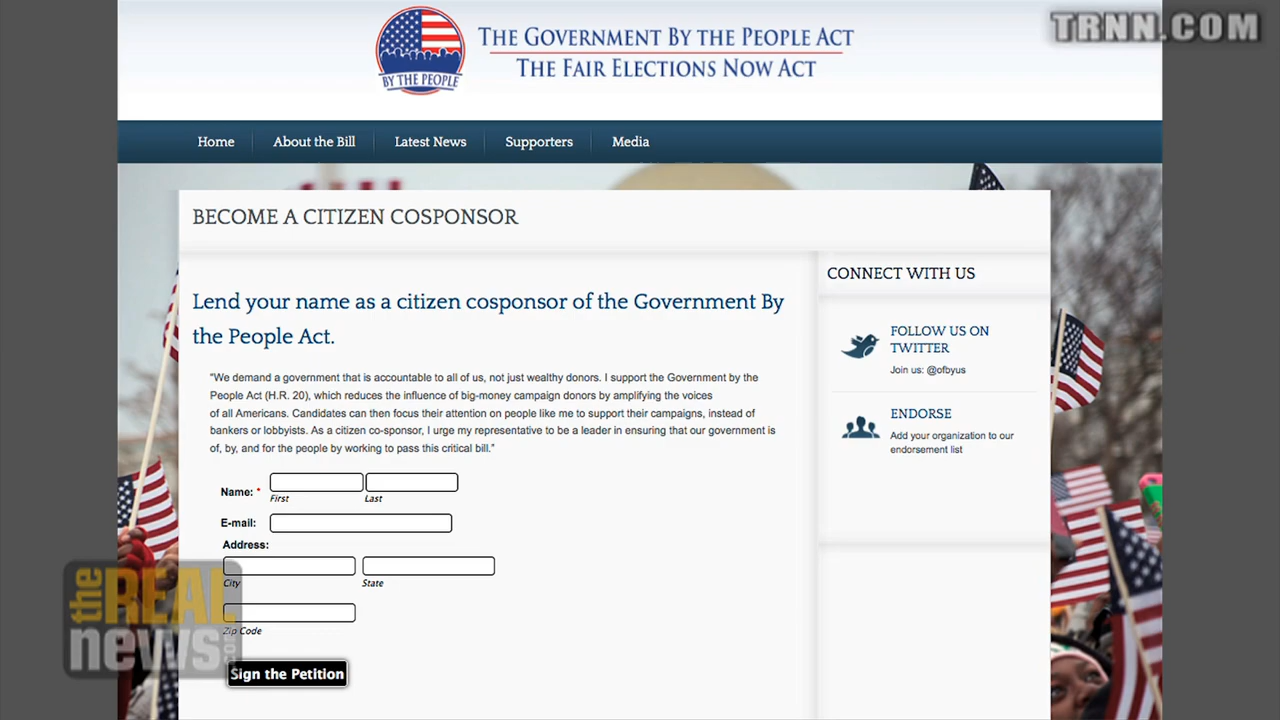 TRNN.COM
THE GOVERNMENT BY THE PEOPLE ACT
THE FAIR ELECTIONS NOW ACT
BY THE PEOPLE
Home
About the Bill
Latest News
Supporters
Media
BECOME A CITIZEN COSPONSOR
Lend your name as a citizen cosponsor of the Government By
the People Act.
"We demand a government that is accountable to all of us, not just wealthy donors. I support the Government by the
People Act (H.R. 20), which reduces the influence of big-money campaign donors by amplifying the voices
of all Americans. Candidates can then focus their attention on people like me to support their campaigns, instead of
bankers or lobbyists. As a citizen co-sponsor, I urge my representative to be a leader in ensuring that our government is
of, by, and for the people by working to pass this critical bill."
Name: *
First
Last
E-mail:
Address:
City
State
Zip Code
Sign the Petition
CONNECT WITH US
FOLLOW US ON
TWITTER
Join us: @ofbyus
ENDORSE
Add your organization to our
endorsement list
the REAL
news.com